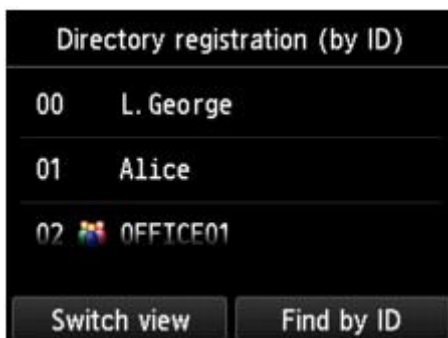 Directory registration (by ID)
00 L.George
01 Alice
02 OFFICE01
Switch view Find by ID